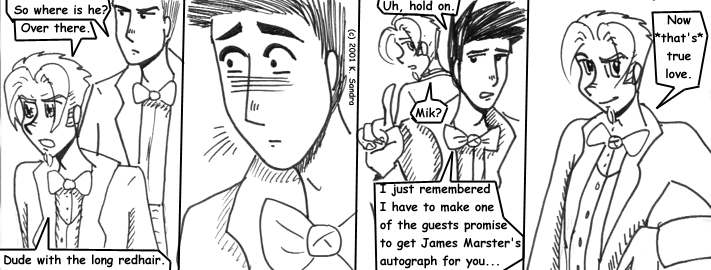 So where is he?
Over there.
Dude with the long redhair.
(c) 2001 K. Sandra
Uh, hold on.
Mik?
I just remembered
I have to make one
of the guests promise
to get James Marster's
autograph for you...
Now
*that's*
true
love.